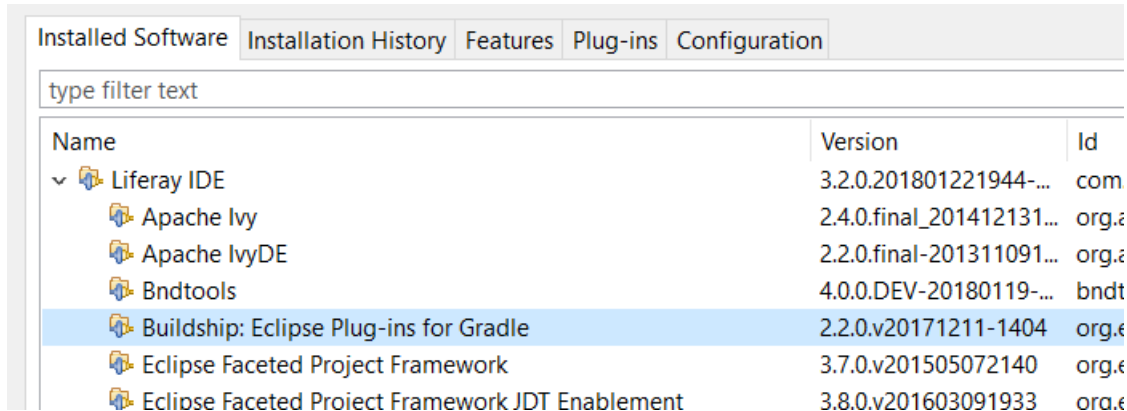 Installed Software Installation History Features Plug-ins Configuration
type filter text
Name Version Id
Liferay IDE 3.2.0.201801221944-... com.
Apache Ivy 2.4.0.final_201412131... org.a
Apache IvyDE 2.2.0.final-201311091... org.a
Bndtools 4.0.0.DEV-20180119-... bndt
Buildship: Eclipse Plug-ins for Gradle 2.2.0.v20171211-1404 org.e
Eclipse Faceted Project Framework 3.7.0.v201505072140 org.e
Eclipse Faceted Project Framework JDT Enablement 3.8.0.v201603091933 org.e